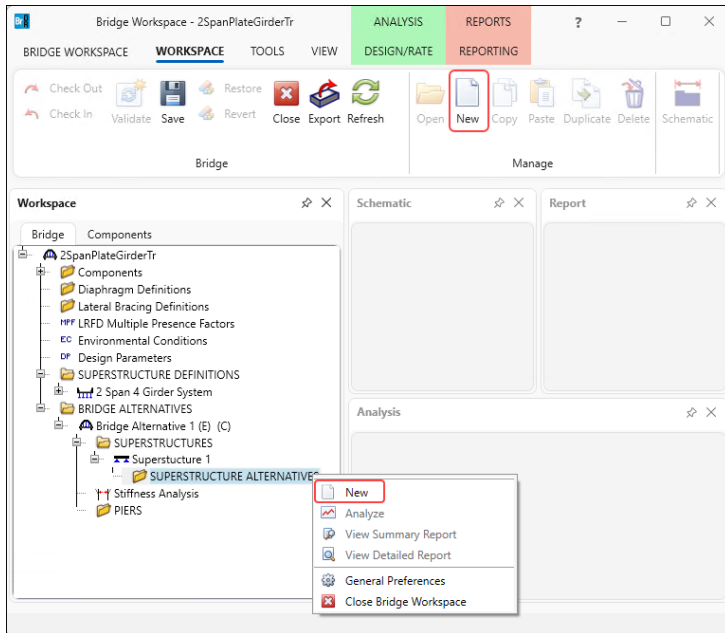 Br Bridge Workspace - 2SpanPlateGirderTr ANALYSIS REPORTS ?
BRIDGE WORKSPACE WORKSPACE TOOLS VIEW DESIGN/RATE REPORTING
Check Out
Check In
Validate
Save
Restore
Revert
Close
Export
Refresh
Bridge
Open
New
Copy
Paste
Duplicate
Delete
Schematic
Manage
Workspace
Bridge Components
2SpanPlateGirderTr
Components
Diaphragm Definitions
Lateral Bracing Definitions
MPF LRFD Multiple Presence Factors
EC Environmental Conditions
DP Design Parameters
SUPERSTRUCTURE DEFINITIONS
2 Span 4 Girder System
BRIDGE ALTERNATIVES
Bridge Alternative 1 (E) (C)
SUPERSTRUCTURES
Superstucture 1
SUPERSTRUCTURE ALTERNATIVES
Stiffness Analysis
PIERS
New
Analyze
View Summary Report
View Detailed Report
General Preferences
Close Bridge Workspace
Schematic
Report
Analysis